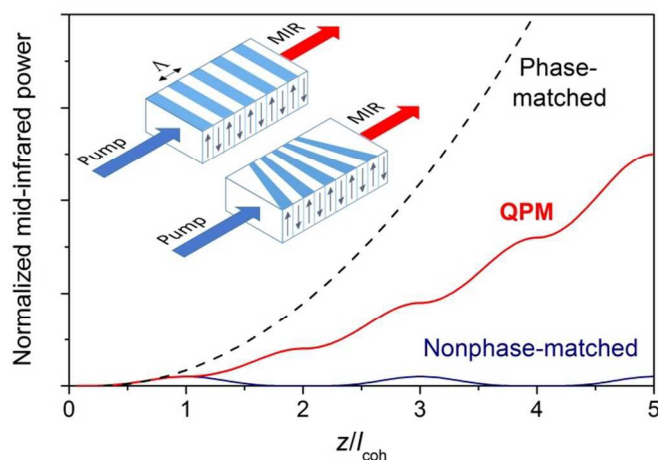 Normalized mid-infrared power
Λ
MIR
Pump
MIR
Pump
Phase-
matched
QPM
Nonphase-matched
0
1
2
3
4
5
z/lcoh